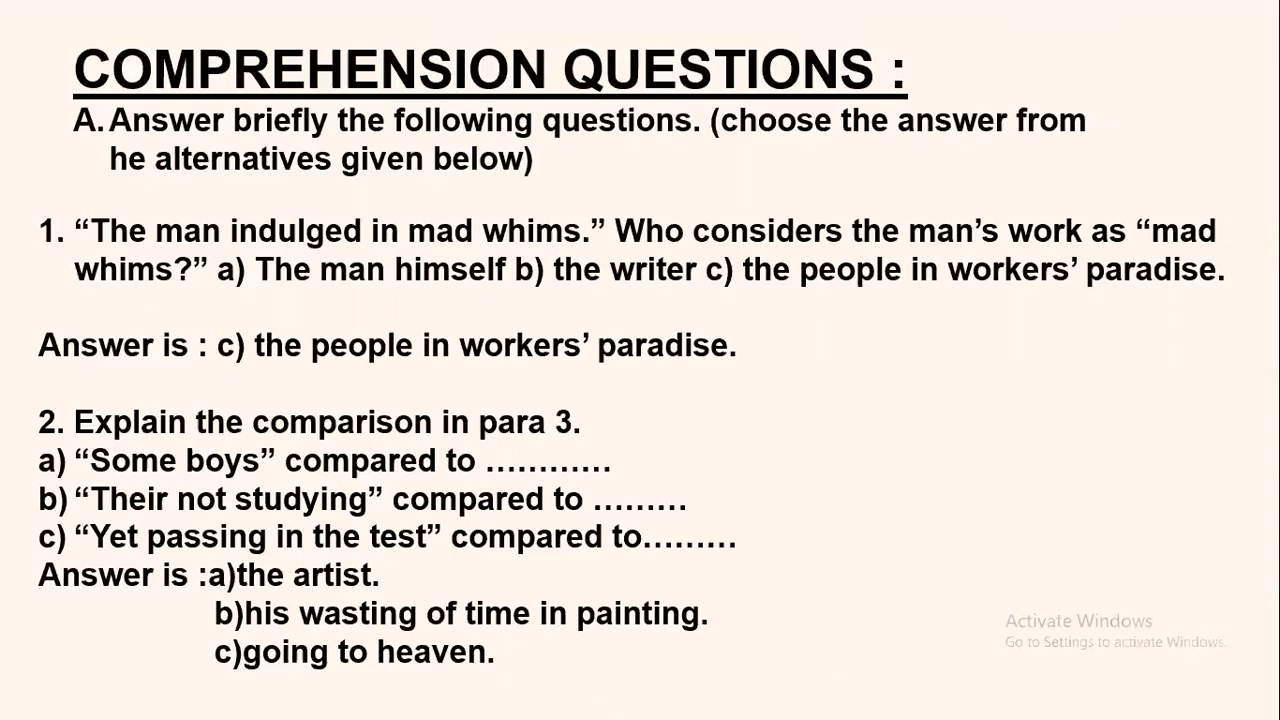 COMPREHENSION QUESTIONS :
A. Answer briefly the following questions. (choose the answer from
he alternatives given below)
1. “The man indulged in mad whims.” Who considers the man’s work as “mad
whims?” a) The man himself b) the writer c) the people in workers’ paradise.
Answer is : c) the people in workers’ paradise.
2. Explain the comparison in para 3.
a) “Some boys” compared to …………
b) “Their not studying” compared to ………
c) “Yet passing in the test” compared to………
Answer is :a)the artist.
b)his wasting of time in painting.
c)going to heaven.
Activate Windows
Go to Settings to activate Windows.